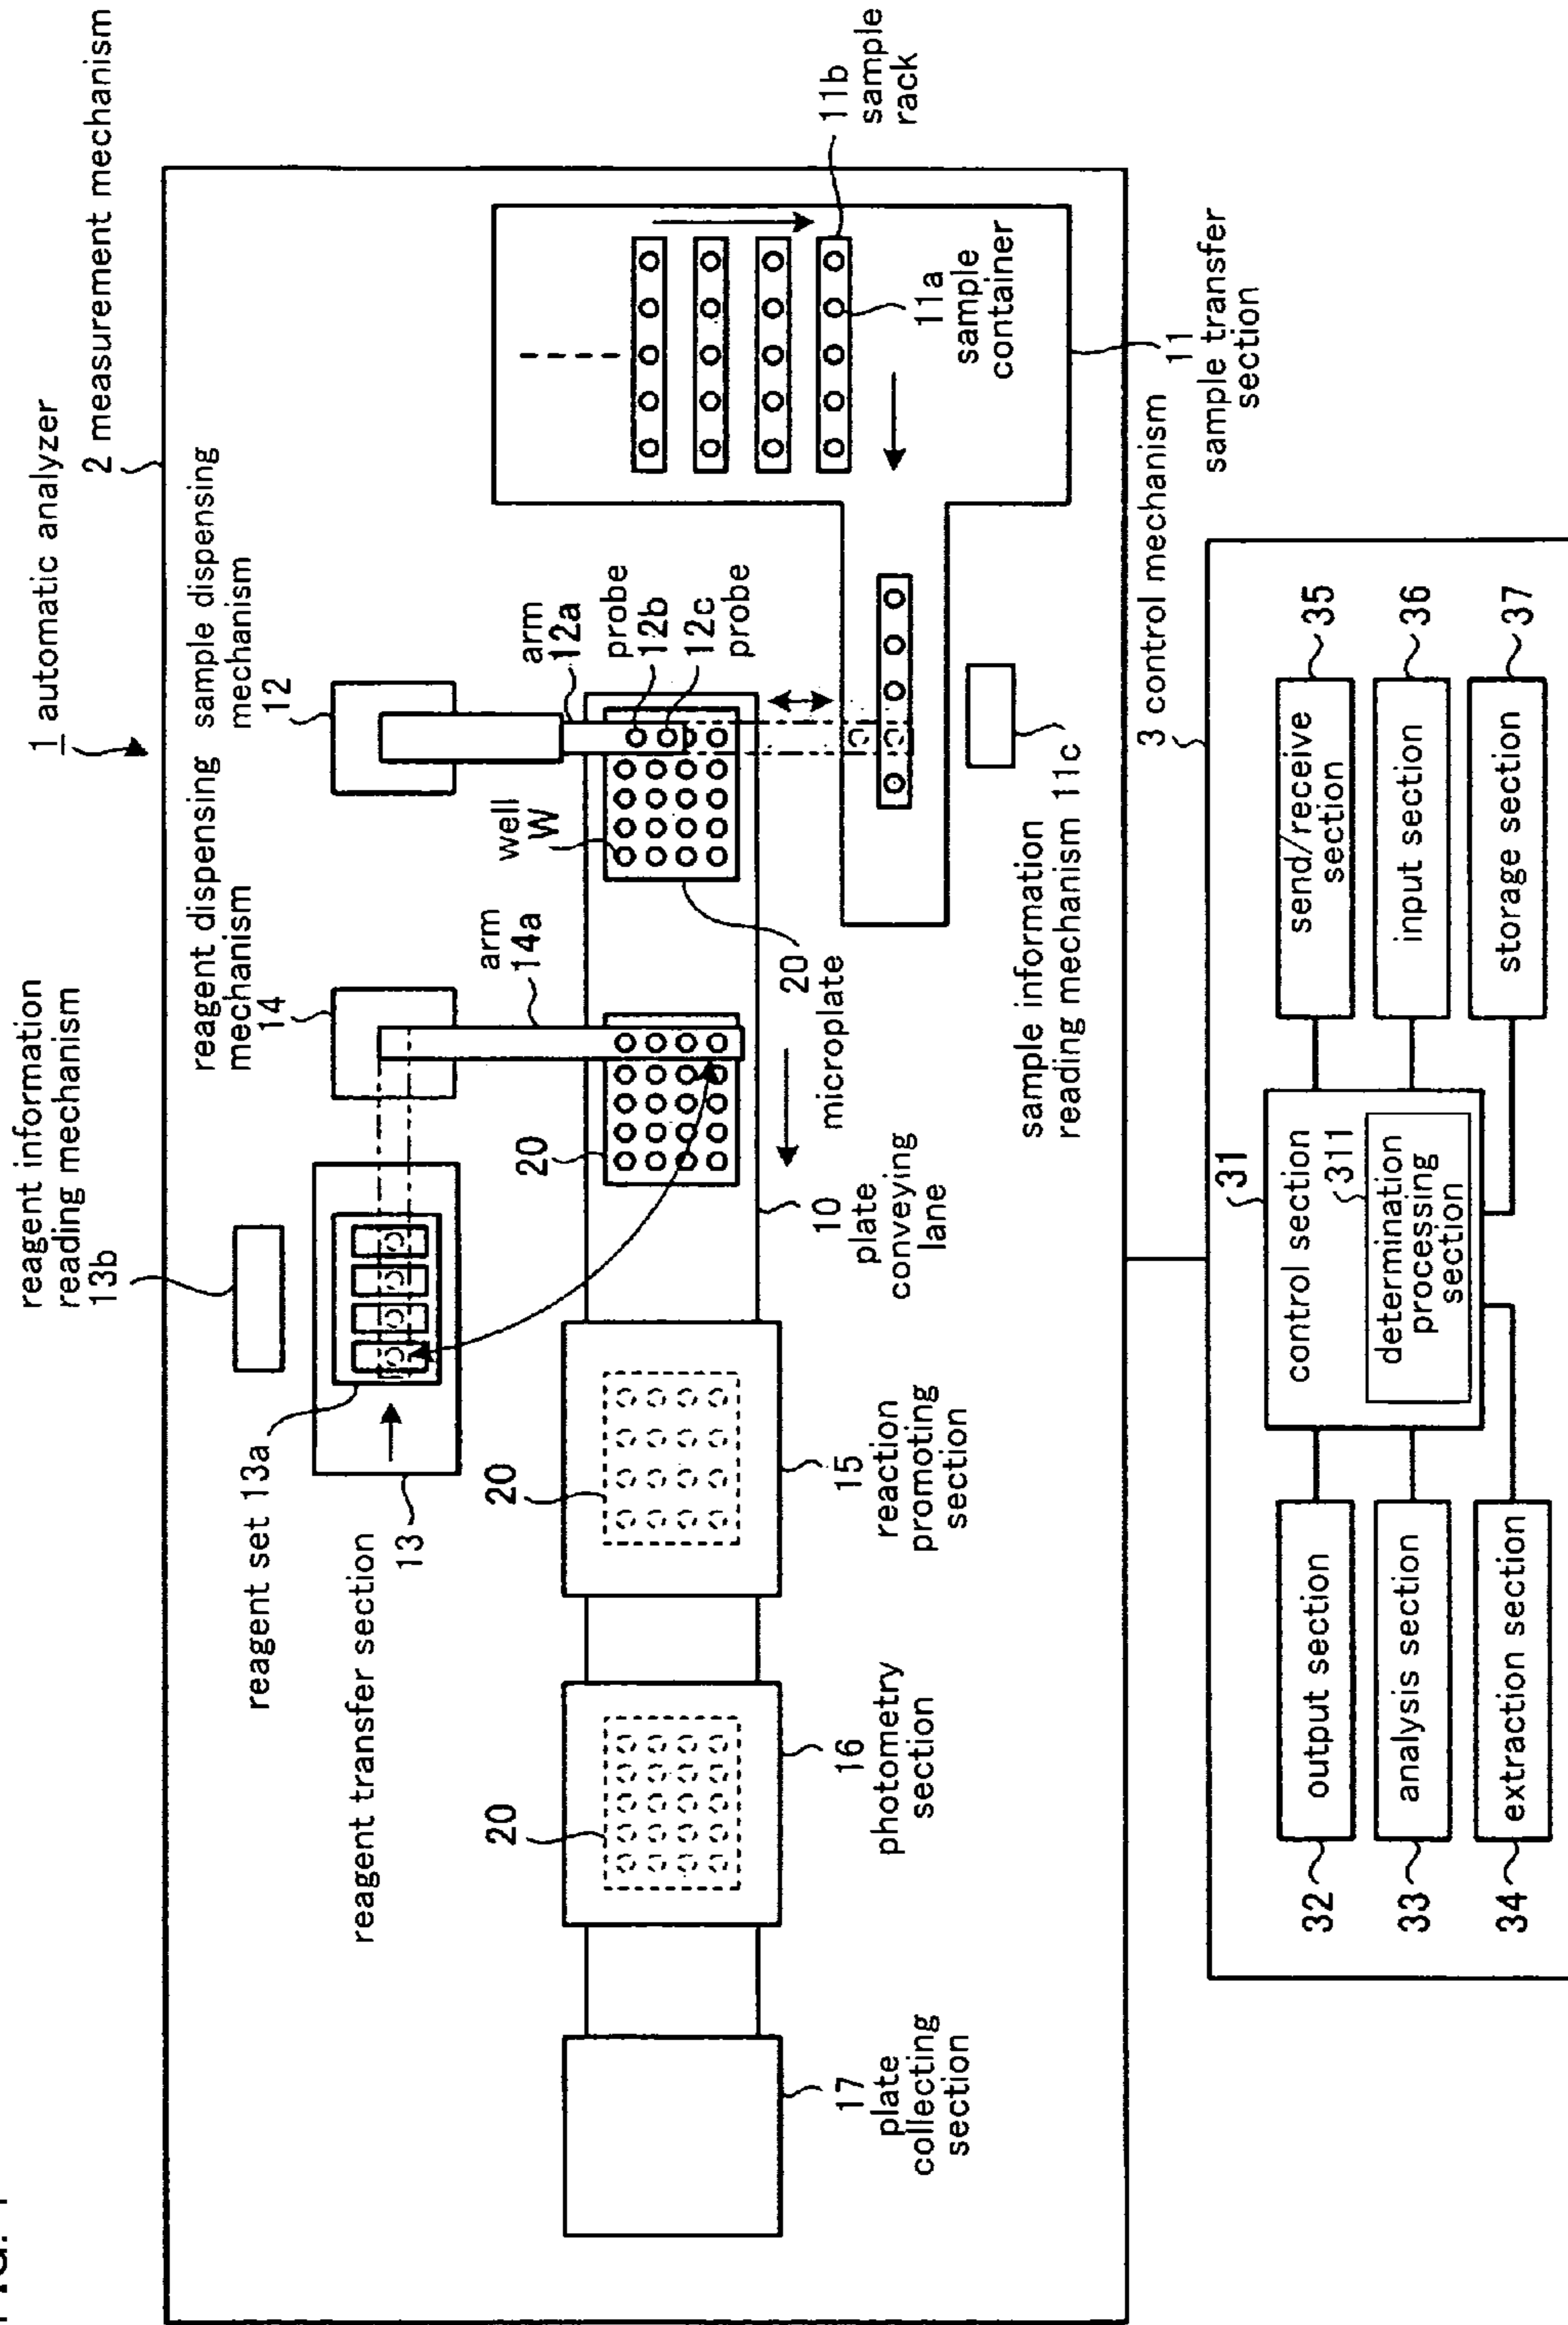 FIG. 1
1 automatic analyzer
2 measurement mechanism
reagent information
reading mechanism
13b
reagent dispensing
mechanism
14
sample dispensing
mechanism
12
reagent set 13a
reagent transfer section
13
arm
14a
well
W
arm
12a
probe
12b
12c
probe
20
20
20
20
microplate
11a
sample
container
11b sample
rack
17
plate
collecting
section
16
photometry
section
15
reaction
promoting
section
10
plate
conveying
lane
sample information
reading mechanism 11c
11
sample transfer
section
3 control mechanism
31
control section
311
determination
processing
section
32
output section
33
analysis section
34
extraction section
send/receive
section
35
input section
36
storage section
37